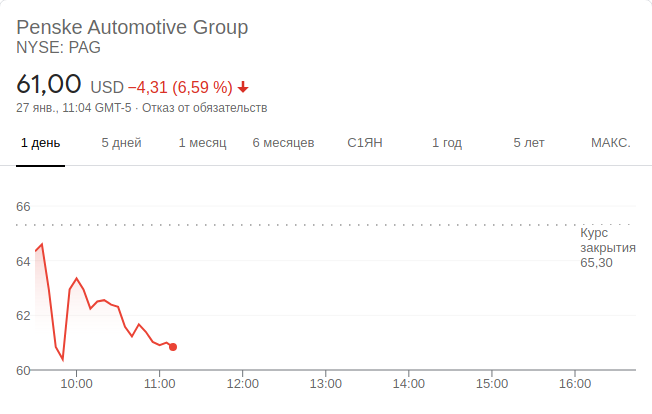 Penske Automotive Group
NYSE: PAG
61,00 USD −4,31 (6,59 %)
27 янв., 11:04 GMT-5 · Отказ от обязательств
1 день 5 дней 1 месяц 6 месяцев С1ЯН 1 год 5 лет МАКС.
66
Курс
закрытия
65,30
64
62
60
10:00 11:00 12:00 13:00 14:00 15:00 16:00